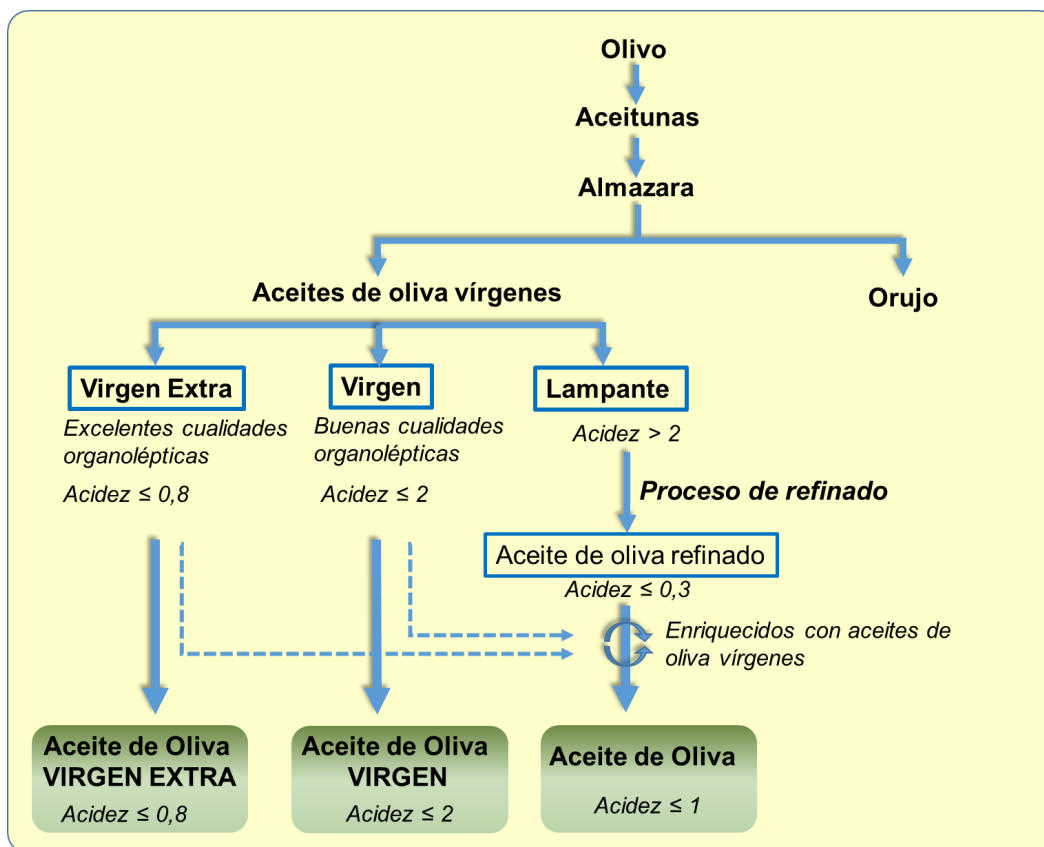 Olivo
Aceitunas
Almazara
Aceites de oliva vírgenes
Orujo
Virgen Extra
Excelentes cualidades
organolépticas
Acidez ≤ 0,8
Virgen
Buenas cualidades
organolépticas
Acidez ≤ 2
Lampante
Acidez > 2
Proceso de refinado
Aceite de oliva refinado
Acidez ≤ 0,3
Enriquecidos con aceites de
oliva vírgenes
Aceite de Oliva
VIRGEN EXTRA
Acidez ≤ 0,8
Aceite de Oliva
VIRGEN
Acidez ≤ 2
Aceite de Oliva
Acidez ≤ 1